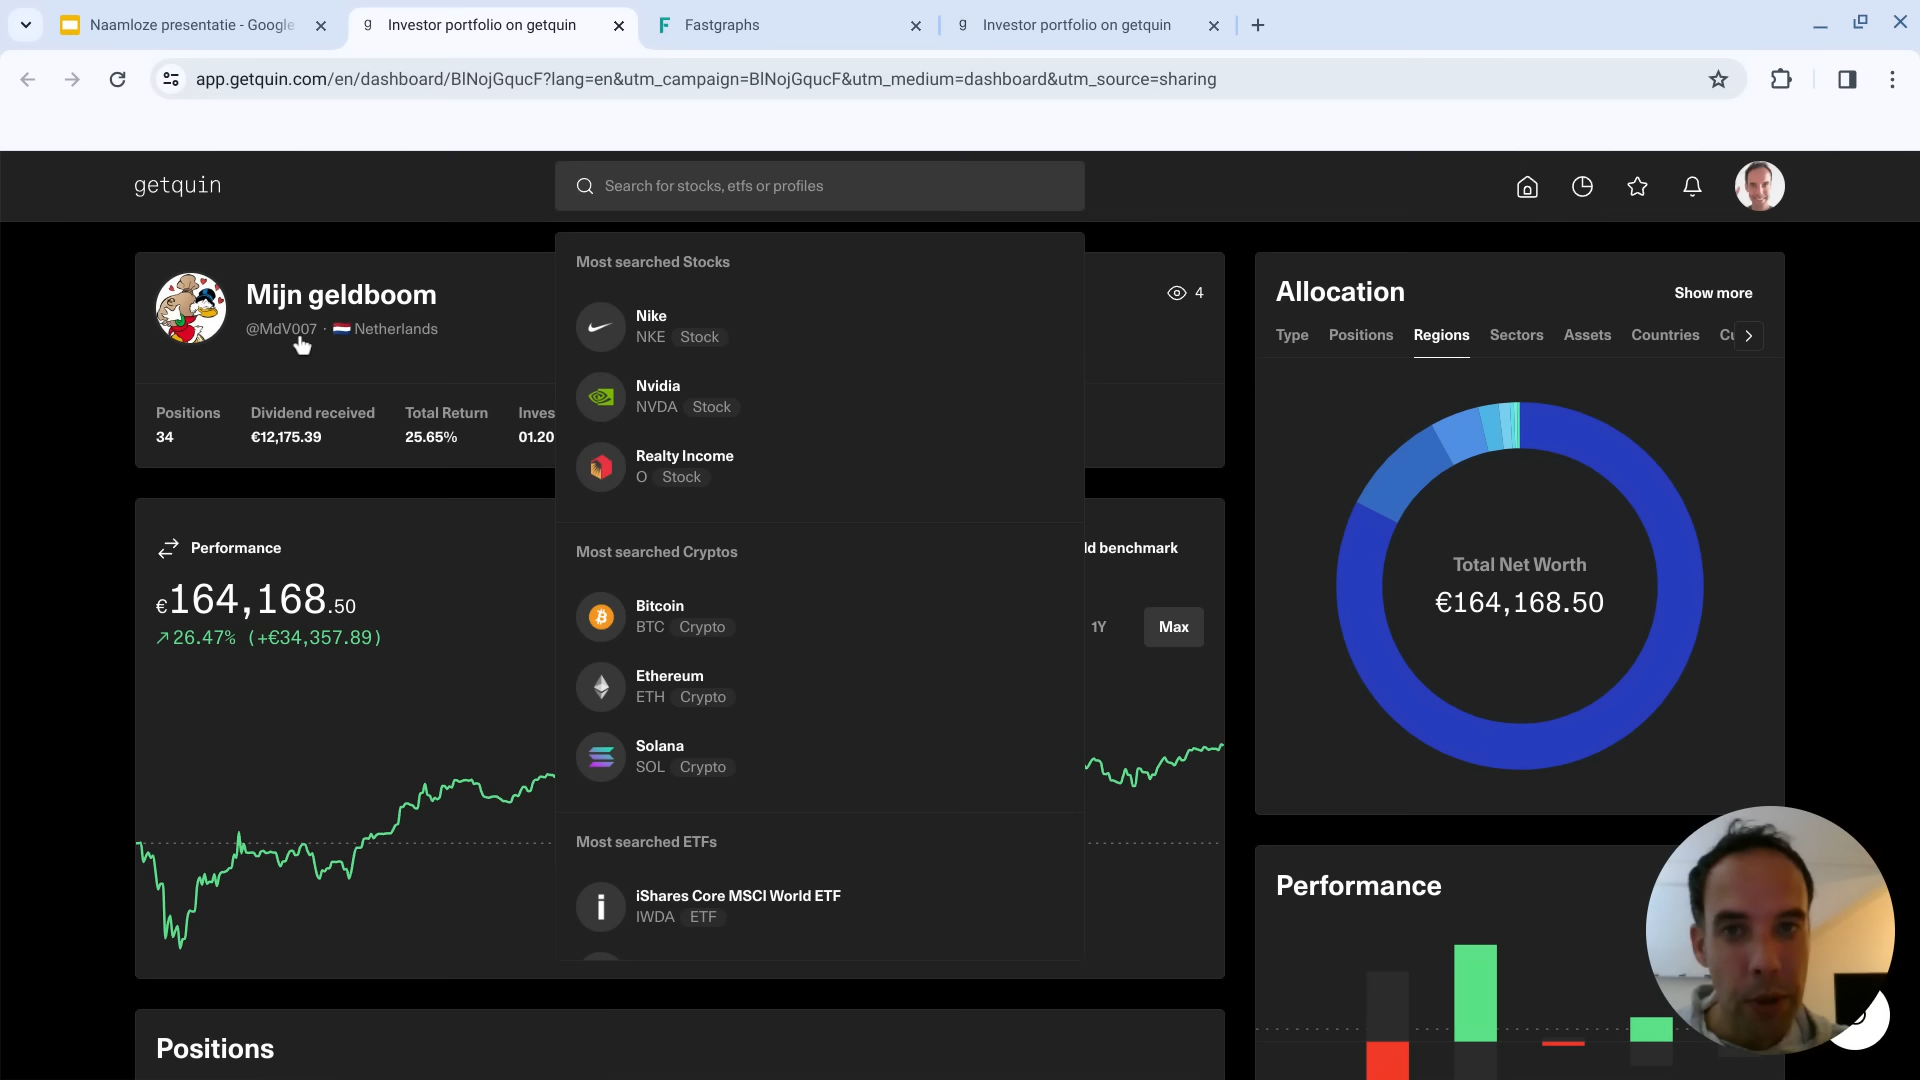 Naamloze presentatie - Google
Investor portfolio on getquin
Fastgraphs
Investor portfolio on getquin
app.getquin.com/en/dashboard/BlNojGqucF?lang=en&utm_campaign=BlNojGqucF&utm_medium=dashboard&utm_source=sharing
getquin
Search for stocks, etfs or profiles
Mijn geldboom
@MdV007 · Netherlands
4
Positions
34
Dividend received
€12,175.39
Total Return
25.65%
Inves
01.20
Most searched Stocks
Nike
NKE Stock
Nvidia
NVDA Stock
Realty Income
O Stock
Most searched Cryptos
Bitcoin
BTC Crypto
Ethereum
ETH Crypto
Solana
SOL Crypto
Most searched ETFs
iShares Core MSCI World ETF
IWDA ETF
Performance
€164,168.50
26.47% (+€34,357.89)
ld benchmark
1Y
Max
Positions
Allocation
Show more
Type Positions Regions Sectors Assets Countries Cu
Total Net Worth
€164,168.50
Performance